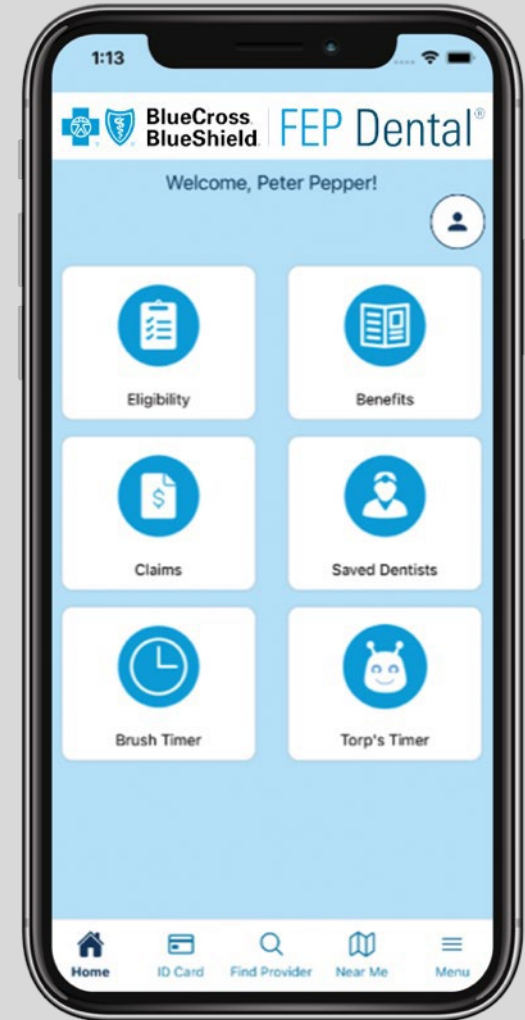 1:13
BlueCross
BlueShield. FEP Dental®
Welcome, Peter Pepper!
Eligibility Benefits
Claims Saved Dentists
Brush Timer Torp's Timer
Home ID Card Find Provider Near Me Menu